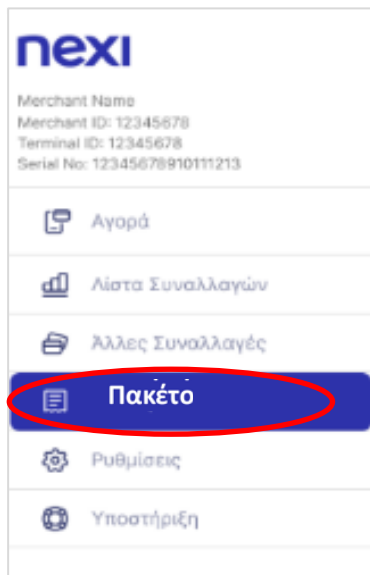 nexi
Merchant Name
Merchant ID: 12345678
Terminal ID: 12345678
Serial No: 12345678910111213
Αγορά
Λίστα Συναλλαγών
Άλλες Συναλλαγές
Πακέτο
Ρυθμίσεις
Υποστήριξη